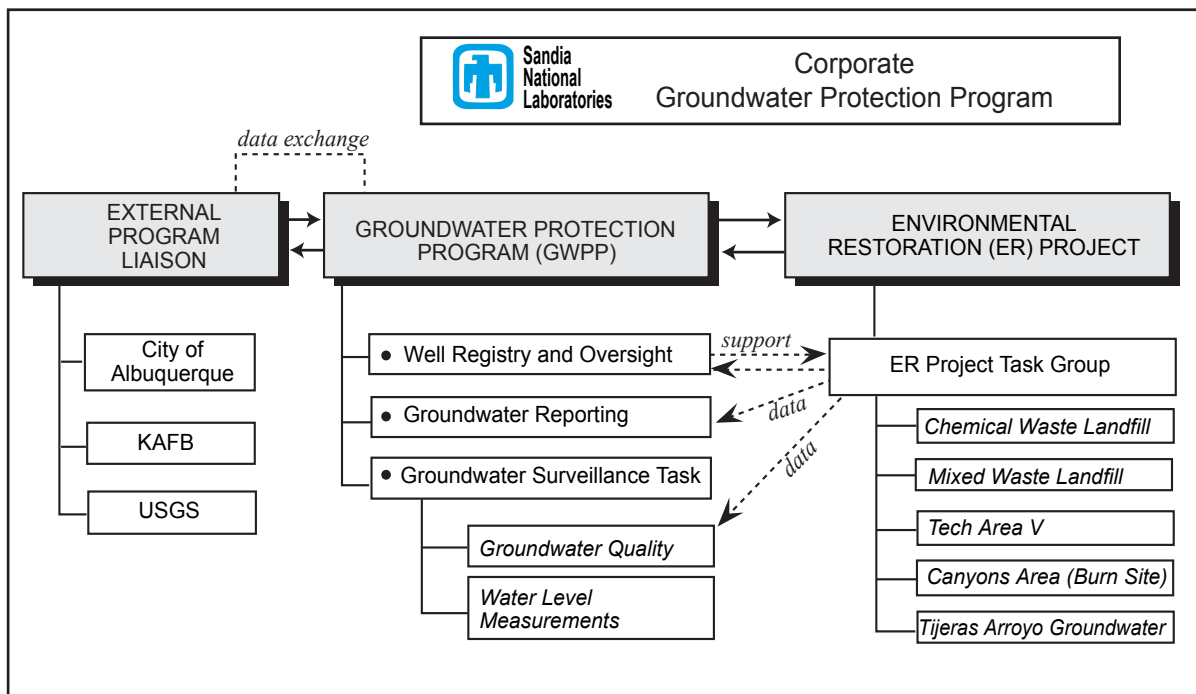 Sandia
National
Laboratories
Corporate
Groundwater Protection Program
data exchange
EXTERNAL
PROGRAM
LIAISON
GROUNDWATER PROTECTION
PROGRAM (GWPP)
ENVIRONMENTAL
RESTORATION (ER) PROJECT
City of
Albuquerque
KAFB
USGS
• Well Registry and Oversight
• Groundwater Reporting
• Groundwater Surveillance Task
Groundwater Quality
Water Level
Measurements
support
data
data
ER Project Task Group
Chemical Waste Landfill
Mixed Waste Landfill
Tech Area V
Canyons Area (Burn Site)
Tijeras Arroyo Groundwater